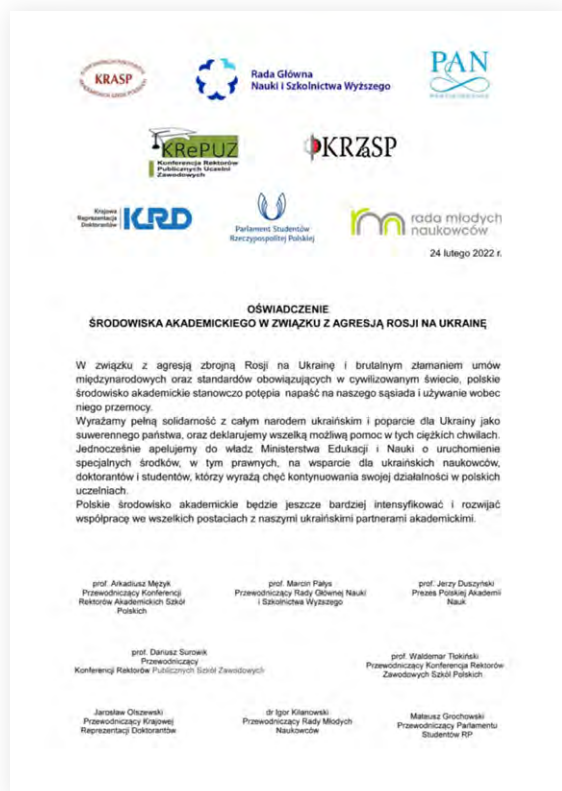 KRASP
Rada Główna
Nauki i Szkolnictwa Wyższego
PAN
KRePUZ
Konferencja Rektorów
Publicznych Uczelni
Zawodowych
KRZaSP
Krajowa
Reprezentacja
Doktorantów
KRD
Parlament Studentów
Rzeczypospolitej Polskiej
rada młodych
naukowców
24 lutego 2022 r.
OŚWIADCZENIE
ŚRODOWISKA AKADEMICKIEGO W ZWIĄZKU Z AGRESJĄ ROSJI NA UKRAINĘ
W związku z agresją zbrojną Rosji na Ukrainę i brutalnym złamaniem umów
międzynarodowych oraz standardów obowiązujących w cywilizowanym świecie, polskie
środowisko akademickie stanowczo potępia napaść na naszego sąsiada i używanie wobec
niego przemocy.
Wyrażamy pełną solidarność z całym narodem ukraińskim i poparcie dla Ukrainy jako
suwerennego państwa, oraz deklarujemy wszelką możliwą pomoc w tych ciężkich chwilach.
Jednocześnie apelujemy do władz Ministerstwa Edukacji i Nauki o uruchomienie
specjalnych środków, w tym prawnych, na wsparcie dla ukraińskich naukowców,
doktorantów i studentów, którzy wyrażą chęć kontynuowania swojej działalności w polskich
uczelniach.
Polskie środowisko akademickie będzie jeszcze bardziej intensyfikować i rozwijać
współpracę we wszelkich postaciach z naszymi ukraińskimi partnerami akademickimi.
prof. Arkadiusz Mężyk
Przewodniczący Konferencji
Rektorów Akademickich Szkół
Polskich
prof. Marcin Pałys
Przewodniczący Rady Głównej Nauki
i Szkolnictwa Wyższego
prof. Jerzy Duszyński
Prezes Polskiej Akademii
Nauk
prof. Dariusz Surowik
Przewodniczący
Konferencji Rektorów Publicznych Szkół Zawodowych
prof. Waldemar Tłokiński
Przewodniczący Konferencja Rektorów
Zawodowych Szkół Polskich
Jarosław Olszewski
Przewodniczący Krajowej
Reprezentacji Doktorantów
dr Igor Kilanowski
Przewodniczący Rady Młodych
Naukowców
Mateusz Grochowski
Przewodniczący Parlamentu
Studentów RP